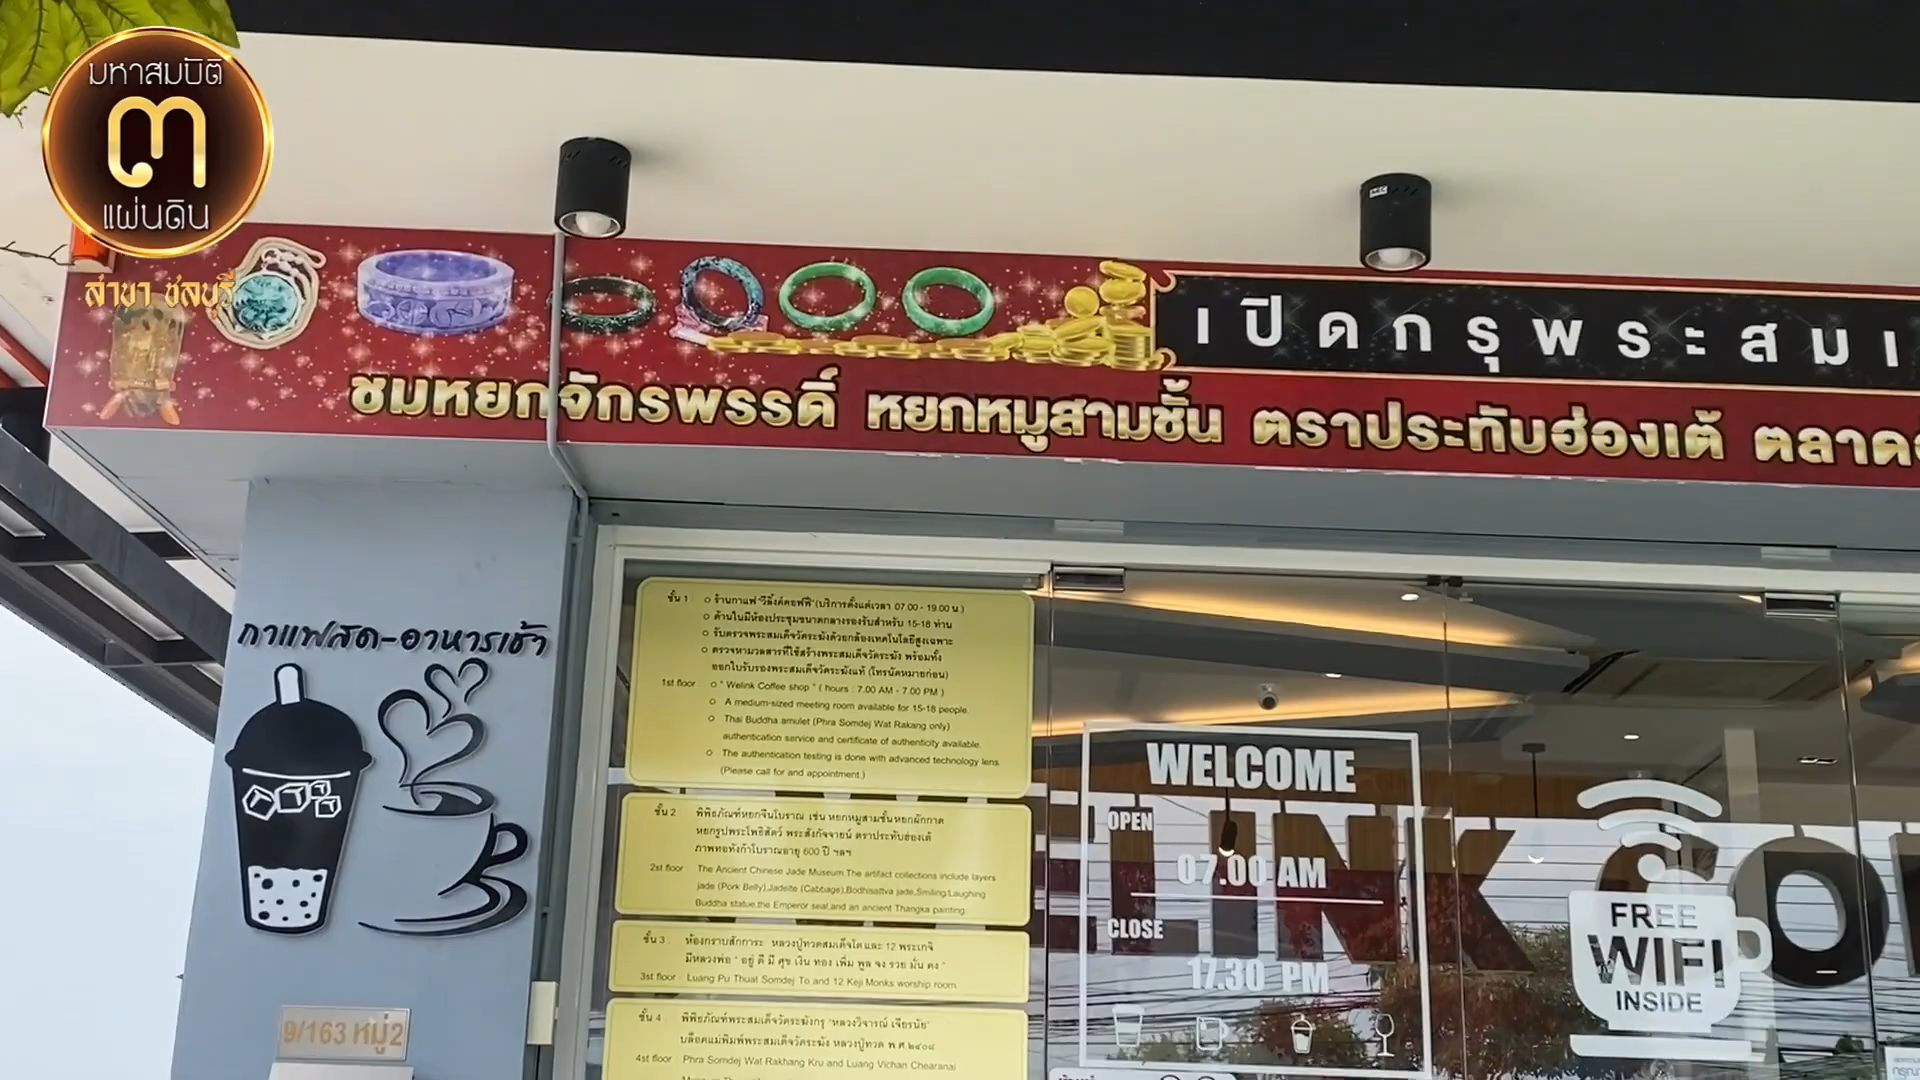 มหาสมบัติ
๓
แผ่นดิน
สาขา ชลบุรี
เปิดกรุพระสม
ชมหยกจักรพรรดิ์ หยกหมูสามชั้น ตราประทับฮ่องเต้ ตลาด
กาแฟสด-อาหารเช้า
9/163 หมู่2
ชั้น 1 : ร้านกาแฟ "วีลิ้งค์คอฟฟี่" (บริการตั้งแต่เวลา 07.00 - 19.00 น.)
ด้านในมีห้องประชุมขนาดกลางรองรับสำหรับ 15-18 ท่าน
รับตรวจพระสมเด็จวัดระฆังด้วยกล้องเทคโนโลยีสูงเฉพาะ
ตรวจหามวลสารที่ใช้สร้างพระสมเด็จวัดระฆัง พร้อมทั้ง
ออกใบรับรองพระสมเด็จวัดระฆังแท้ (โทรนัดหมายก่อน)
1st floor " Welink Coffee shop " ( hours : 7.00 AM - 7.00 PM )
A medium-sized meeting room available for 15-18 people.
Thai Buddha amulet (Phra Somdej Wat Rakang only)
authentication service and certificate of authenticity available.
The authentication testing is done with advanced technology lens.
(Please call for and appointment.)
ชั้น 2 พิพิธภัณฑ์หยกจีนโบราณ เช่น หยกหมูสามชั้น หยกผักกาด
หยกรูปพระโพธิสัตว์ พระสังกัจจายน์ ตราประทับฮ่องเต้
ภาพทอทังก้าโบราณอายุ 600 ปี ฯลฯ
2st floor : The Ancient Chinese Jade Museum.The artifact collections include layers
jade (Pork Belly),Jadeite (Cabbage),Bodhisattva jade,Smiling/Laughing
Buddha statue,the Emperor seal,and an ancient Thangka painting
ชั้น 3 : ห้องกราบสักการะ หลวงปู่ทวดสมเด็จโต และ 12 พระเกจิ
มีหลวงพ่อ " อยู่ ดี มี ศุข เงิน ทอง เพิ่ม พูล จง รวย มั่น คง "
3st floor : Luang Pu Thuat Somdej To and 12 Keji Monks worship room.
ชั้น 4 : พิพิธภัณฑ์พระสมเด็จวัดระฆังกรุ "หลวงวิจารณ์ เจียรนัย"
บล็อคแม่พิมพ์พระสมเด็จวัดระฆัง หลวงปู่ทวด พ.ศ.๒๔๐๘
4st floor Phra Somdej Wat Rakhang Kru and Luang Vichan Chearanai
WELCOME
OPEN
07.00 AM
CLOSE
17.30 PM
FREE
WIFI
INSIDE